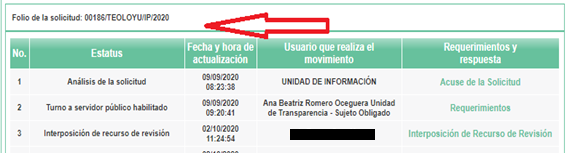 Folio de la solicitud: 00186/TEOLOYU/IP/2020
No. Estatus Fecha y hora de actualización Usuario que realiza el movimiento Requerimientos y respuesta
1 Análisis de la solicitud 09/09/2020 08:23:38 UNIDAD DE INFORMACIÓN Acuse de la Solicitud
2 Turno a servidor público habilitado 09/09/2020 09:20:41 Ana Beatriz Romero Oceguera Unidad de Transparencia - Sujeto Obligado Requerimientos
3 Interposición de recurso de revisión 02/10/2020 11:24:54 Interposición de Recurso de Revisión